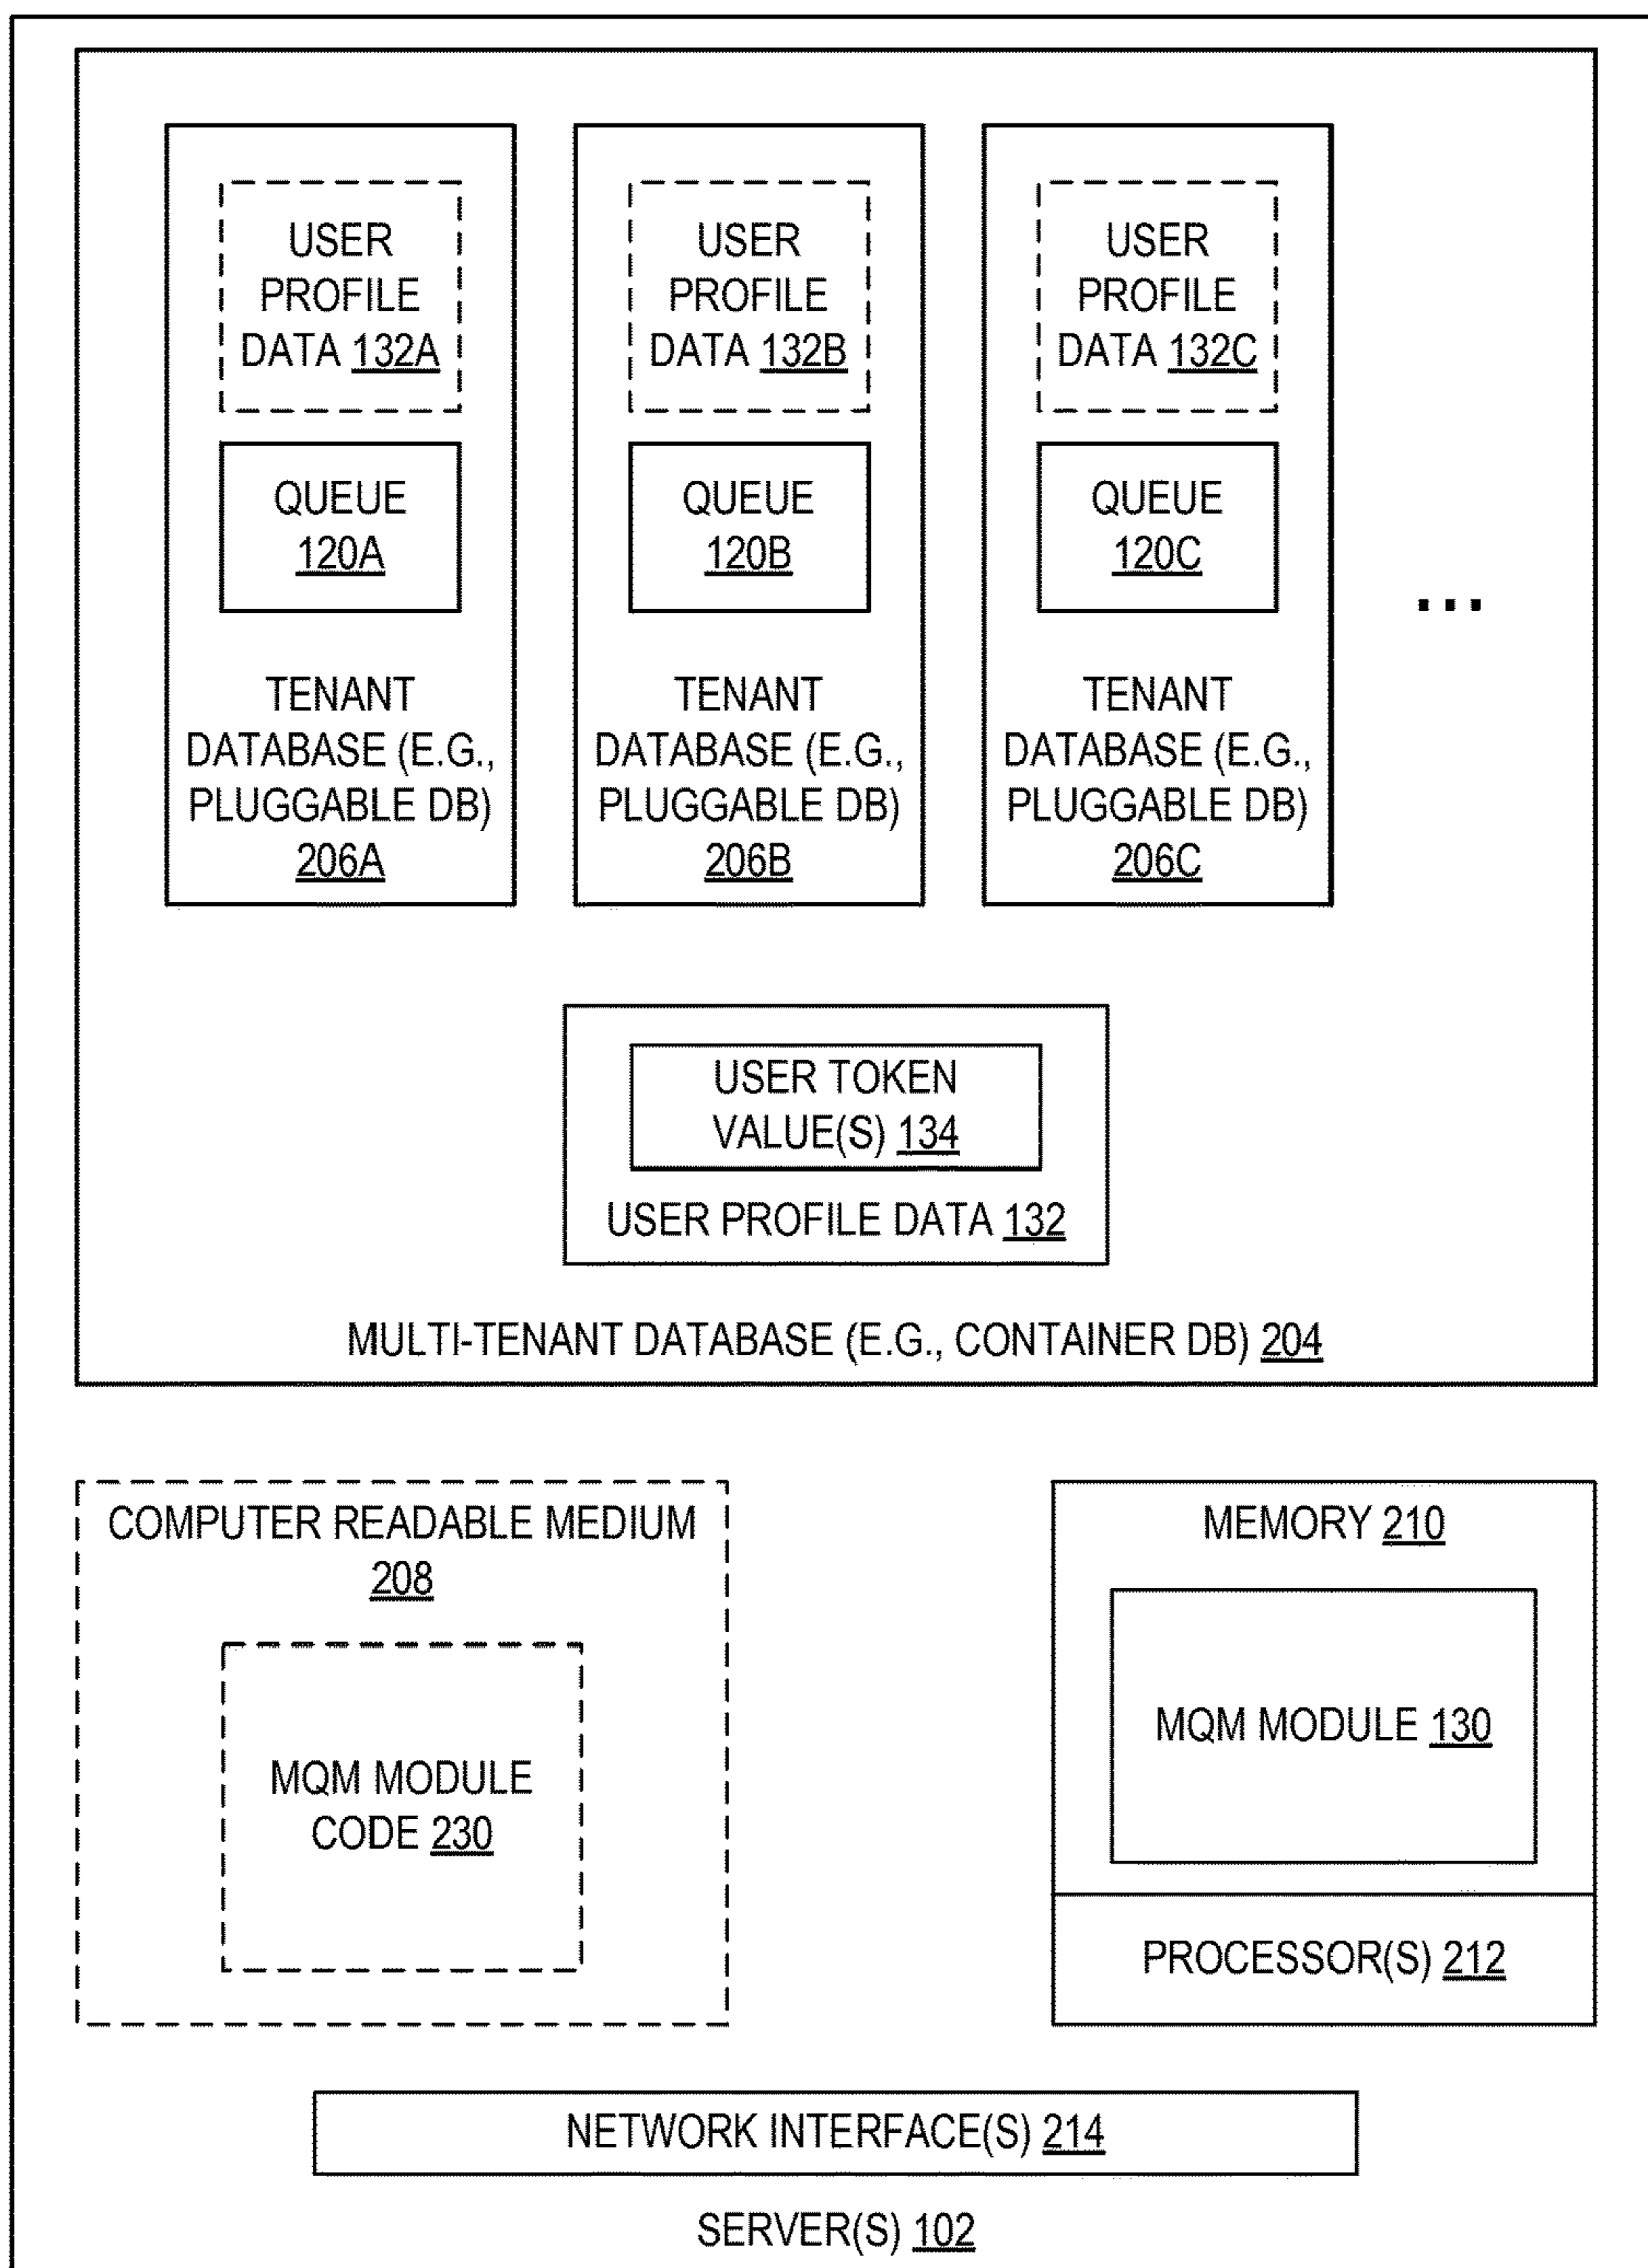 USER
PROFILE
DATA 132A
QUEUE
120A
TENANT
DATABASE (E.G.,
PLUGGABLE DB)
206A
USER
PROFILE
DATA 132B
QUEUE
120B
TENANT
DATABASE (E.G.,
PLUGGABLE DB)
206B
USER
PROFILE
DATA 132C
QUEUE
120C
TENANT
DATABASE (E.G.,
PLUGGABLE DB)
206C
...
USER TOKEN
VALUE(S) 134
USER PROFILE DATA 132
MULTI-TENANT DATABASE (E.G., CONTAINER DB) 204
COMPUTER READABLE MEDIUM
208
MQM MODULE
CODE 230
MEMORY 210
MQM MODULE 130
PROCESSOR(S) 212
NETWORK INTERFACE(S) 214
SERVER(S) 102